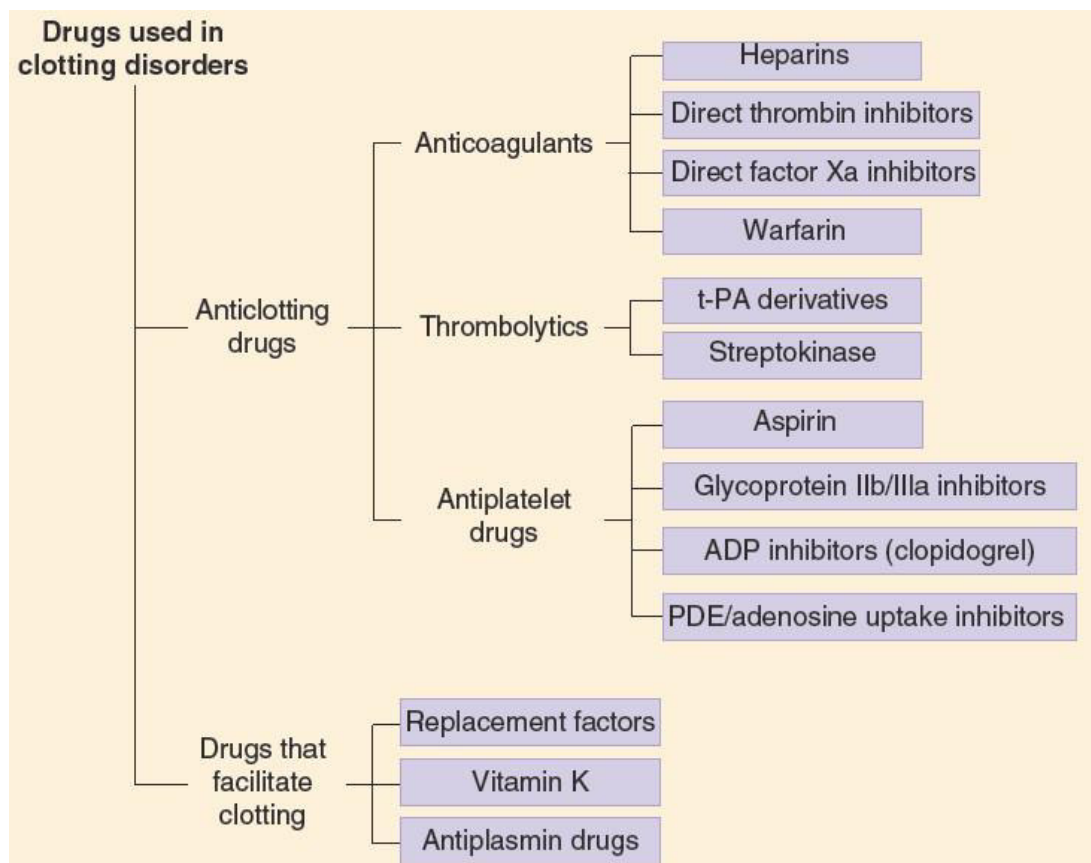 Drugs used in
clotting disorders
Anticlotting
drugs
Anticoagulants
Heparins
Direct thrombin inhibitors
Direct factor Xa inhibitors
Warfarin
Thrombolytics
t-PA derivatives
Streptokinase
Antiplatelet
drugs
Aspirin
Glycoprotein IIb/IIIa inhibitors
ADP inhibitors (clopidogrel)
PDE/adenosine uptake inhibitors
Drugs that
facilitate
clotting
Replacement factors
Vitamin K
Antiplasmin drugs